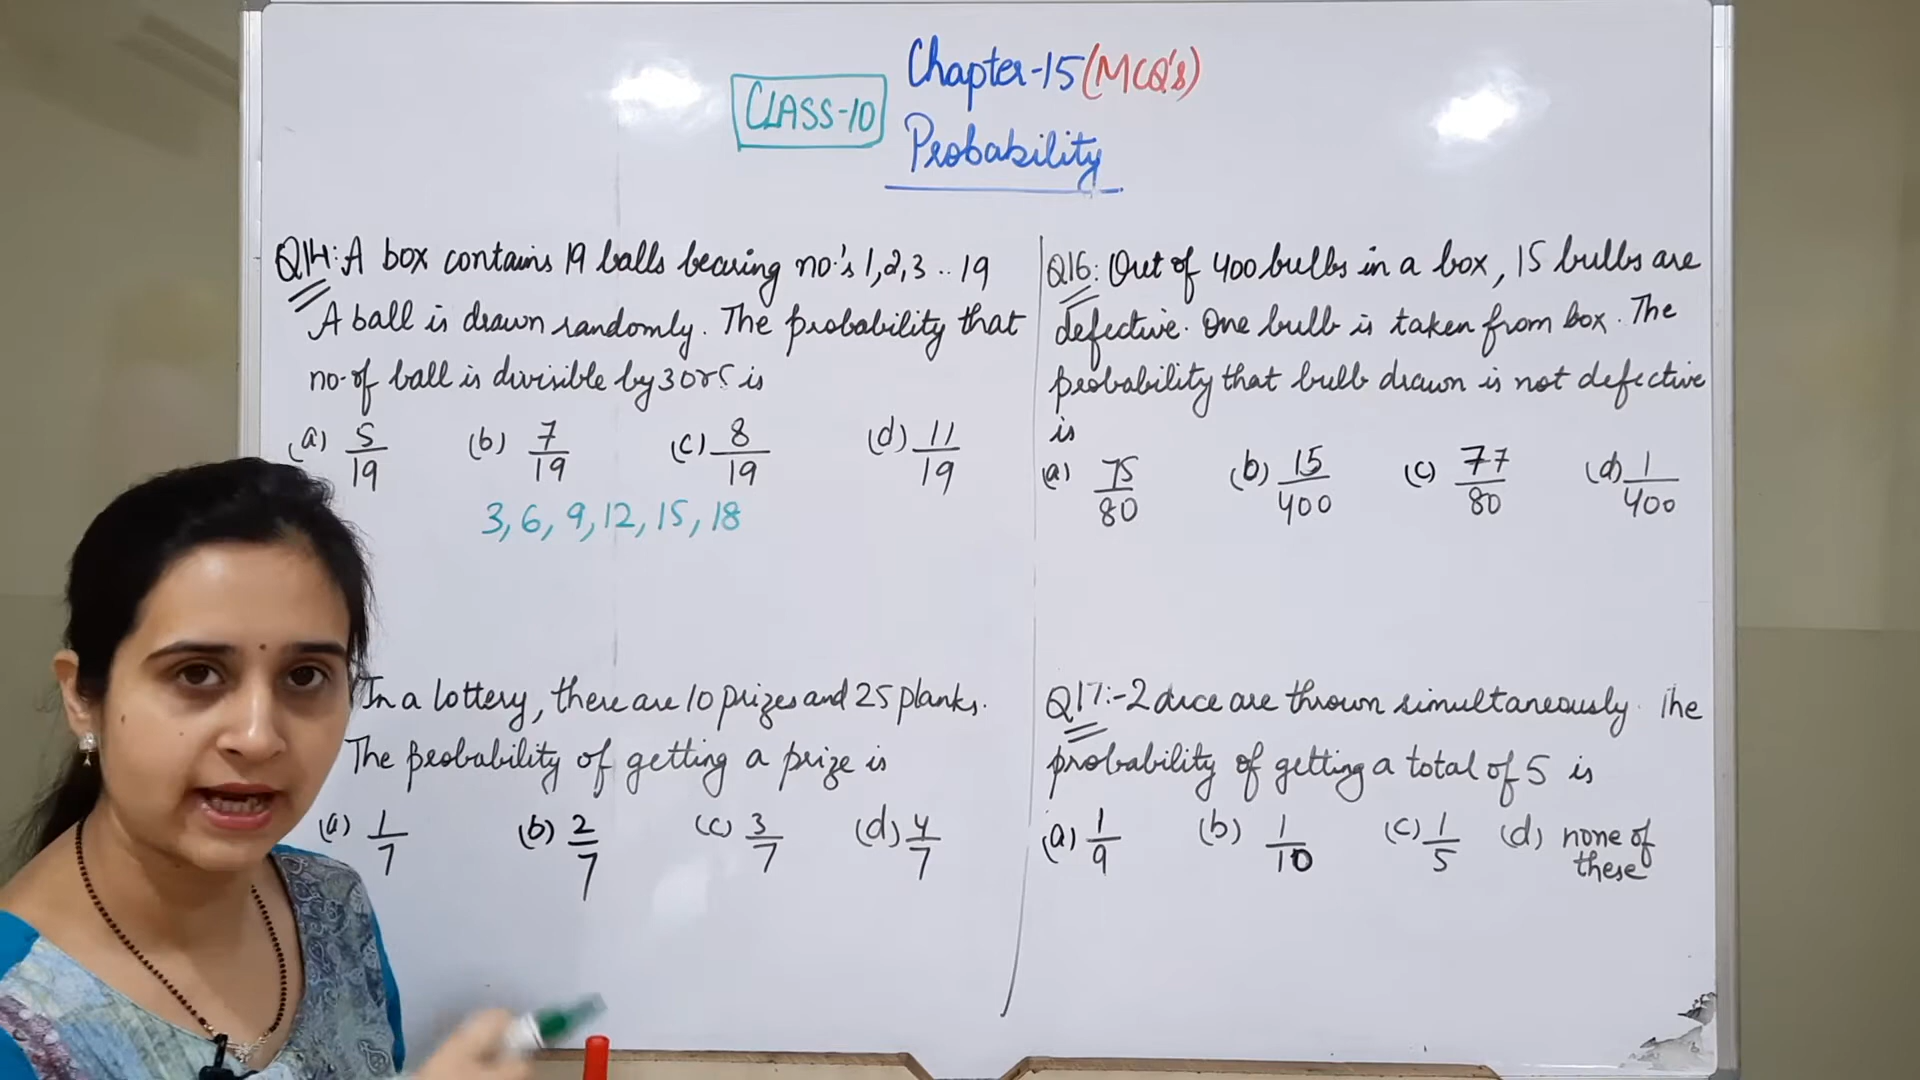 CLASS-10
Chapter-15 (MCQ's)
Probability
Q14: A box contains 19 balls bearing no.'s 1,2,3 .. 19
A ball is drawn randomly. The probability that
no. of ball is divisible by 3 or 5 is
(a) 5/19 (b) 7/19 (c) 8/19 (d) 11/19
3, 6, 9, 12, 15, 18
In a lottery, there are 10 prizes and 25 planks.
The probability of getting a prize is
(a) 1/7 (b) 2/7 (c) 3/7 (d) 4/7
Q16: Out of 400 bulbs in a box, 15 bulbs are
defective. One bulb is taken from box. The
probability that bulb drawn is not defective
is
(a) 75/80 (b) 15/400 (c) 77/80 (d) 1/400
Q17:- 2 dice are thrown simultaneously. The
probability of getting a total of 5 is
(a) 1/9 (b) 1/10 (c) 1/5 (d) none of
these